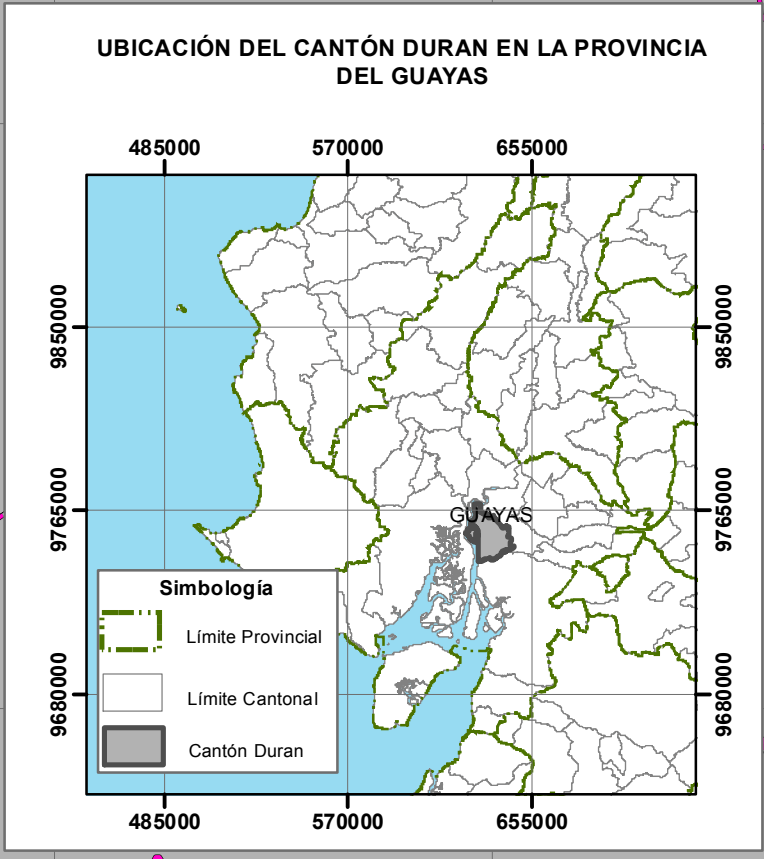 UBICACIÓN DEL CANTÓN DURAN EN LA PROVINCIA
DEL GUAYAS
485000 570000 655000
9850000 9850000
9765000 9765000
GUAYAS
Simbología
Límite Provincial
Límite Cantonal
Cantón Duran
9680000 9680000
485000 570000 655000